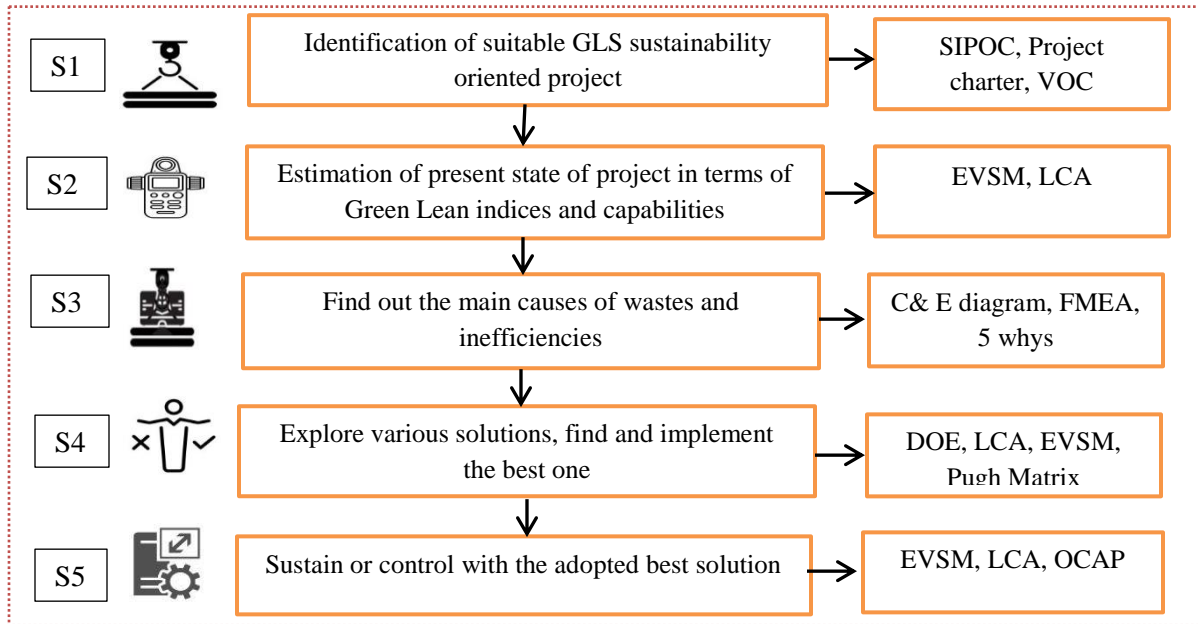 S1
Identification of suitable GLS sustainability
oriented project
SIPOC, Project
charter, VOC
S2
Estimation of present state of project in terms of
Green Lean indices and capabilities
EVSM, LCA
S3
Find out the main causes of wastes and
inefficiencies
C& E diagram, FMEA,
5 whys
S4
Explore various solutions, find and implement
the best one
DOE, LCA, EVSM,
Pugh Matrix
S5
Sustain or control with the adopted best solution
EVSM, LCA, OCAP